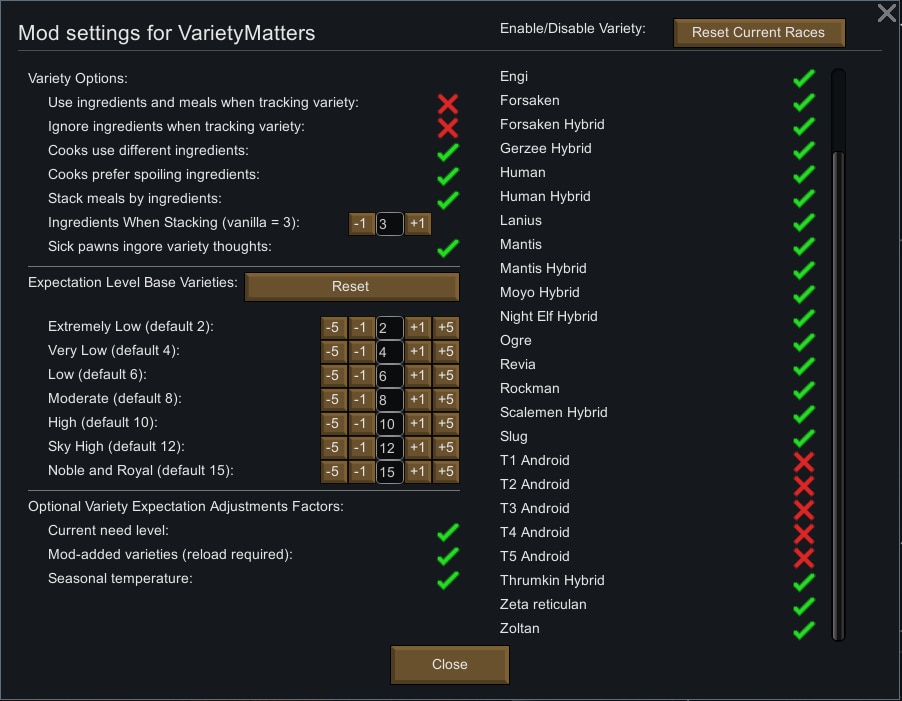 Mod settings for VarietyMatters
Variety Options:
Use ingredients and meals when tracking variety:
Ignore ingredients when tracking variety:
Cooks use different ingredients:
Cooks prefer spoiling ingredients:
Stack meals by ingredients:
Ingredients When Stacking (vanilla = 3): -1 3 +1
Sick pawns ingore variety thoughts:
Expectation Level Base Varieties: Reset
Extremely Low (default 2): -5 -1 2 +1 +5
Very Low (default 4): -5 -1 4 +1 +5
Low (default 6): -5 -1 6 +1 +5
Moderate (default 8): -5 -1 8 +1 +5
High (default 10): -5 -1 10 +1 +5
Sky High (default 12): -5 -1 12 +1 +5
Noble and Royal (default 15): -5 -1 15 +1 +5
Optional Variety Expectation Adjustments Factors:
Current need level:
Mod-added varieties (reload required):
Seasonal temperature:
Enable/Disable Variety: Reset Current Races
Engi
Forsaken
Forsaken Hybrid
Gerzee Hybrid
Human
Human Hybrid
Lanius
Mantis
Mantis Hybrid
Moyo Hybrid
Night Elf Hybrid
Ogre
Revia
Rockman
Scalemen Hybrid
Slug
T1 Android
T2 Android
T3 Android
T4 Android
T5 Android
Thrumkin Hybrid
Zeta reticulan
Zoltan
Close